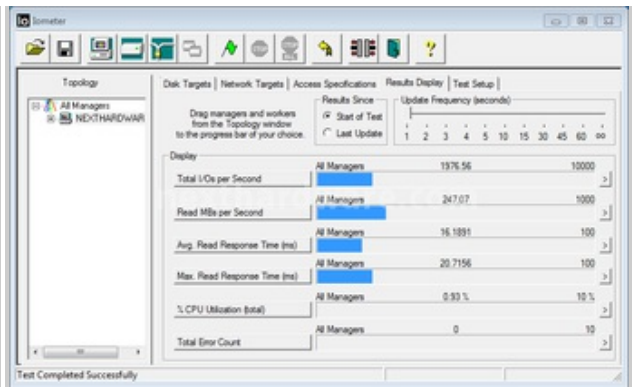 Iometer
Topology
All Managers
NEXTHARDWAR
Disk Targets | Network Targets | Access Specifications | Results Display | Test Setup |
Drag managers and workers
from the Topology window
to the progress bar of your choice.
Results Since
Start of Test
Last Update
Update Frequency (seconds)
1 2 3 4 5 10 15 30 45 60 ∞
Display
All Managers 1976.56 10000
Total I/Os per Second
All Managers 247.07 1000
Read MBs per Second
All Managers 16.1891 100
Avg. Read Response Time (ms)
All Managers 20.7156 100
Max. Read Response Time (ms)
All Managers 0.93 % 10 %
% CPU Utilization (total)
All Managers 0 10
Total Error Count
Test Completed Successfully